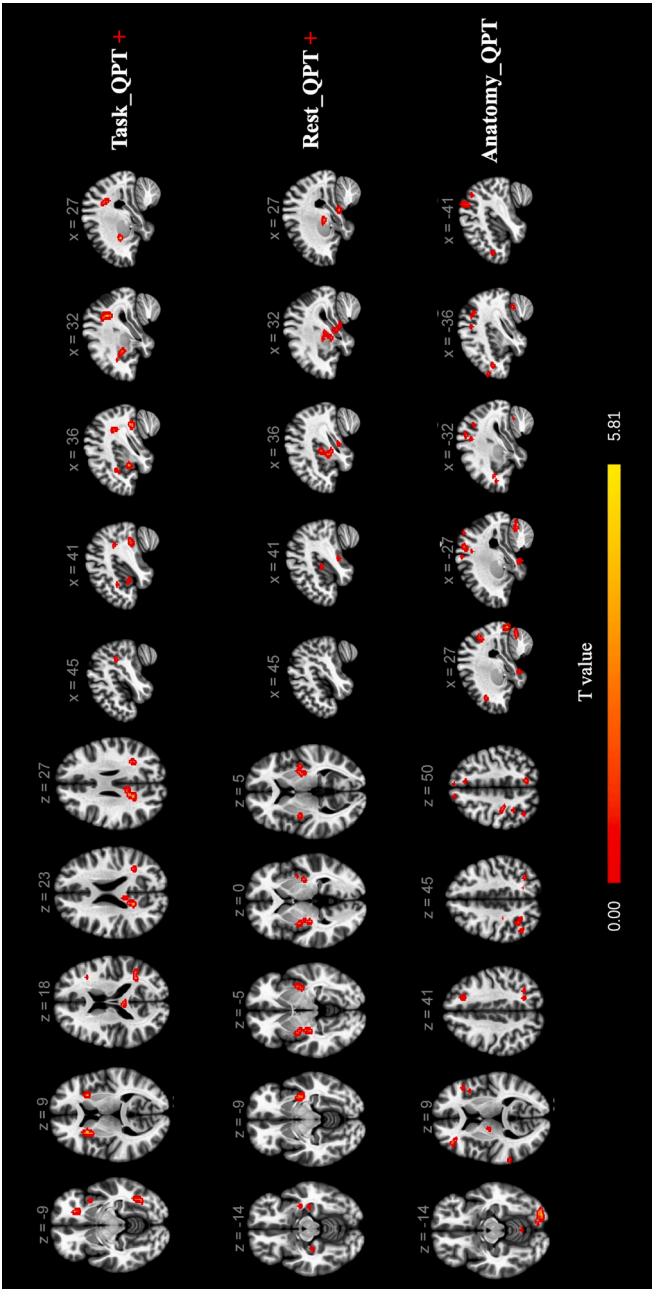 z = -9 z = 9 z = 18 z = 23 z = 27 x = 45 x = 41 x = 36 x = 32 x = 27 Task_QPT +
z = -14 z = -9 z = -5 z = 0 z = 5 x = 45 x = 41 x = 36 x = 32 x = 27 Rest_QPT +
z = -14 z = 9 z = 41 z = 45 z = 50 x = 27 x = -27 x = -32 x = -36 x = -41 Anatomy_QPT
T value
0.00 5.81